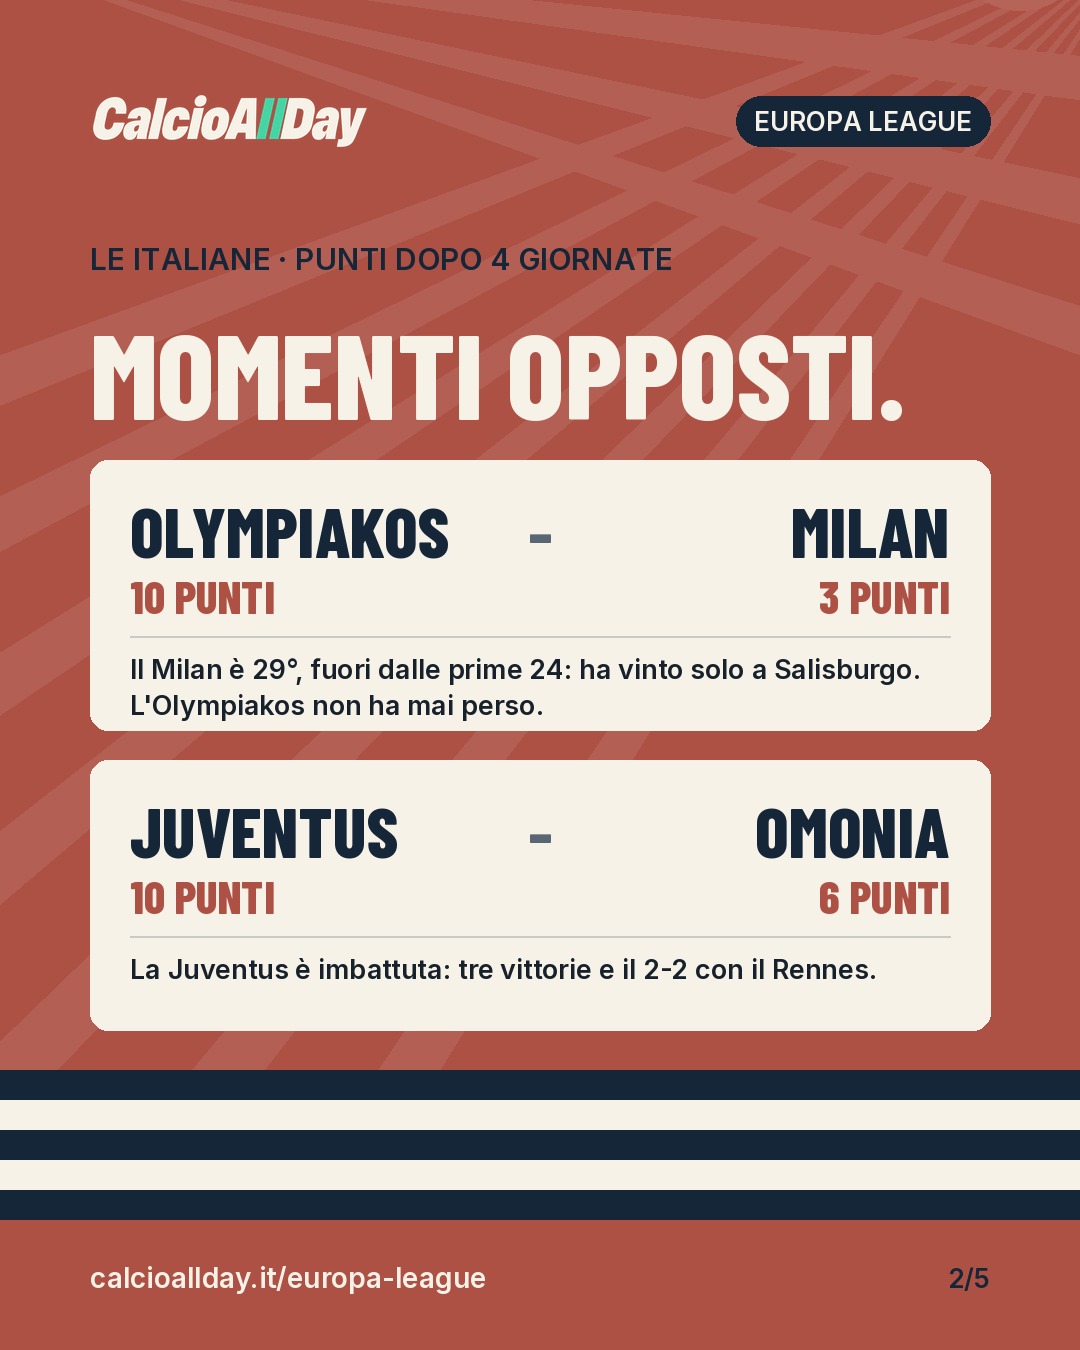 CalcioAllDay
EUROPA LEAGUE
LE ITALIANE · PUNTI DOPO 4 GIORNATE
MOMENTI OPPOSTI.
OLYMPIAKOS - MILAN
10 PUNTI 3 PUNTI
Il Milan è 29°, fuori dalle prime 24: ha vinto solo a Salisburgo.
L'Olympiakos non ha mai perso.
JUVENTUS - OMONIA
10 PUNTI 6 PUNTI
La Juventus è imbattuta: tre vittorie e il 2-2 con il Rennes.
calcioallday.it/europa-league
2/5